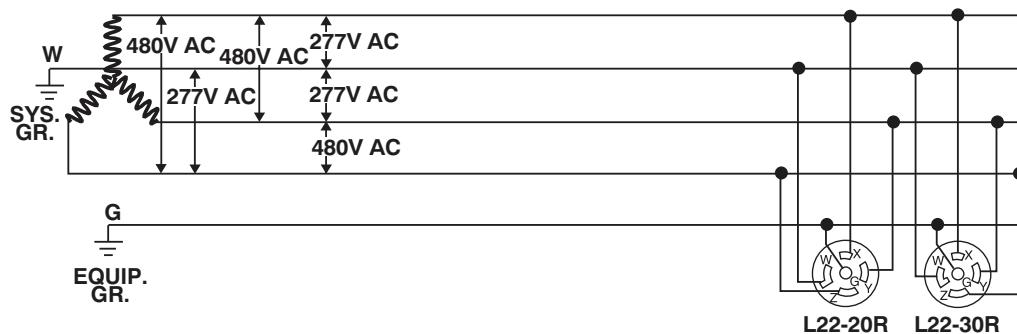 480V AC
480V AC
277V AC
W
277V AC
277V AC
SYS.
GR.
480V AC
G
EQUIP.
GR.
X
W
G
Y
Z
X
W
G
Y
Z
L22-20R
L22-30R